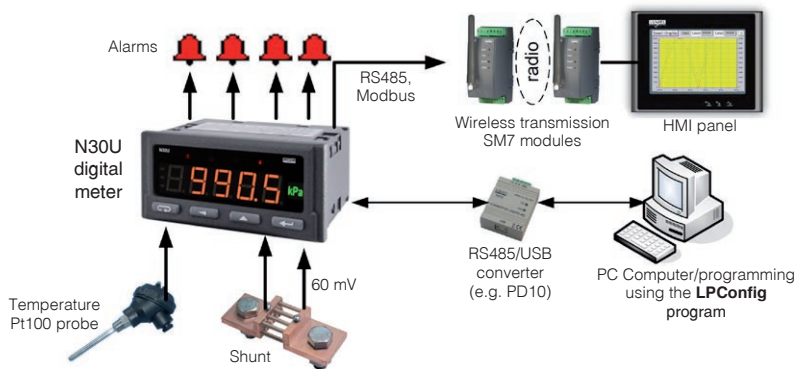 Alarms
RS485,
Modbus
radio
Wireless transmission
SM7 modules
HMI panel
N30U
digital
meter
990.5
kPa
RS485/USB
converter
(e.g. PD10)
PC Computer/programming
using the LPConfig
program
60 mV
Temperature
Pt100 probe
Shunt